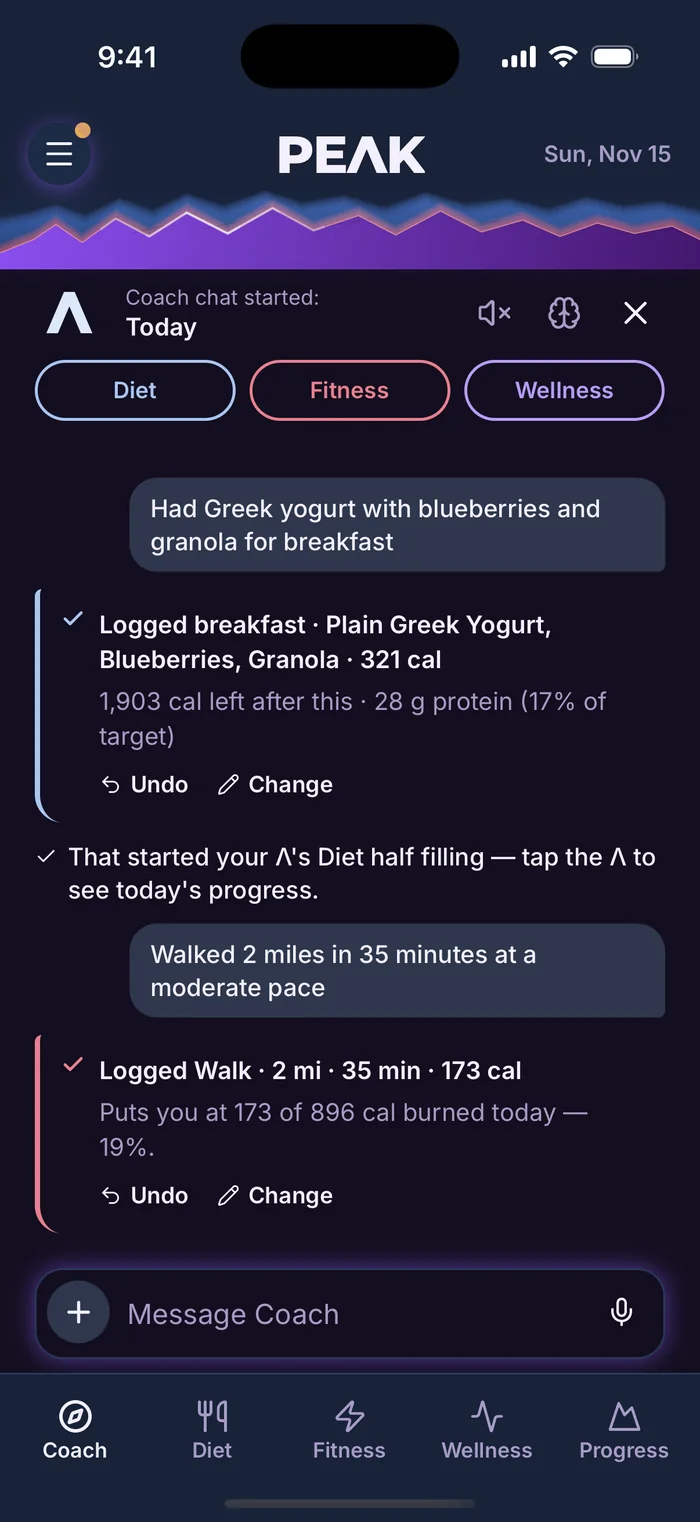 9:41
PEΛK
Sun, Nov 15
Coach chat started:
Today
Diet
Fitness
Wellness
Had Greek yogurt with blueberries and
granola for breakfast
Logged breakfast · Plain Greek Yogurt,
Blueberries, Granola · 321 cal
1,903 cal left after this · 28 g protein (17% of
target)
Undo
Change
That started your Λ's Diet half filling — tap the Λ to
see today's progress.
Walked 2 miles in 35 minutes at a
moderate pace
Logged Walk · 2 mi · 35 min · 173 cal
Puts you at 173 of 896 cal burned today —
19%.
Undo
Change
Message Coach
Coach
Diet
Fitness
Wellness
Progress